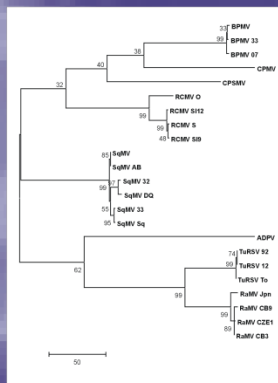 33
BPMV
99
BPMV 33
38
BPMV 07
CPMV
40
32
CPSMV
RCMV O
99
RCMV SI12
99
RCMV S
48
RCMV SI9
85
SqMV
SqMV AB
SqMV 32
99
SqMV DQ
55
SqMV 33
95
SqMV Sq
ADPV
62
74
TuRSV 92
99
TuRSV 12
TuRSV To
99
RaMV Jpn
RaMV CB9
99
RaMV CZE1
89
RaMV CB3
50